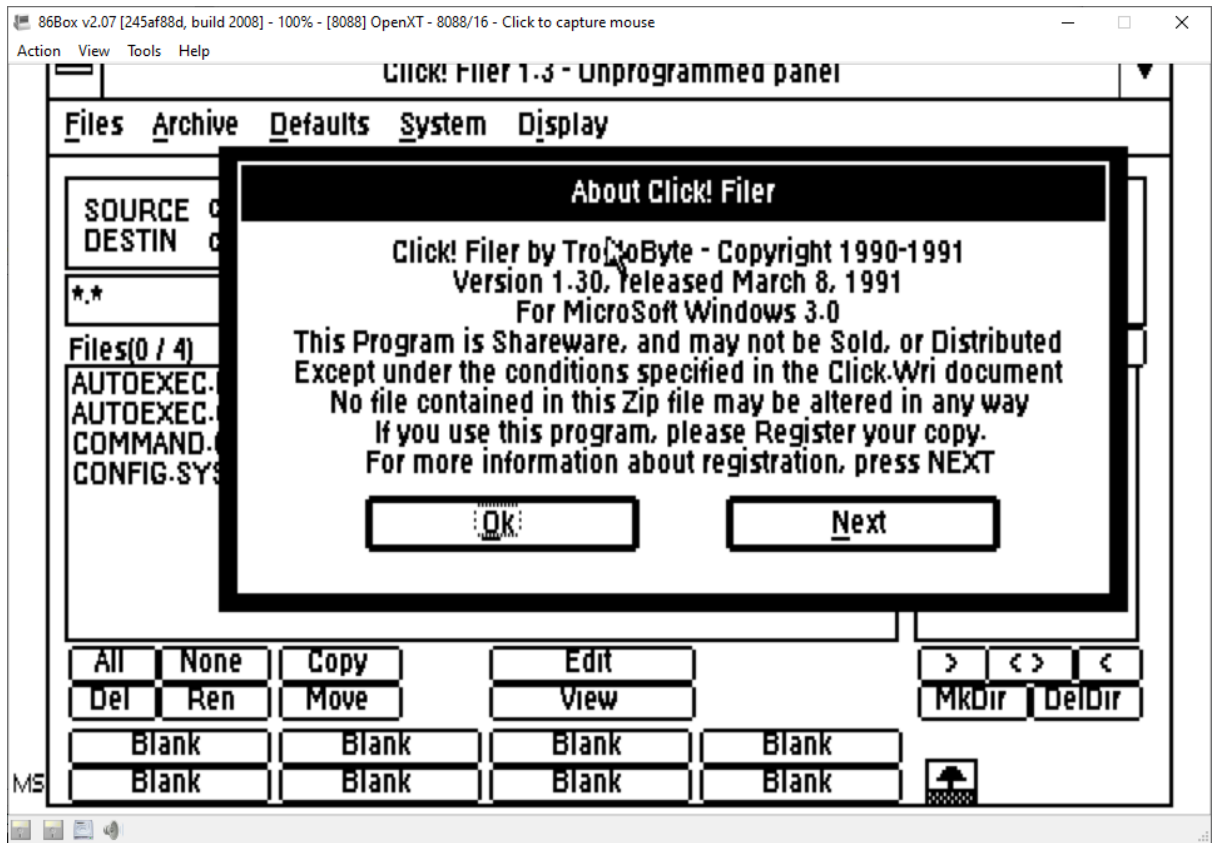 86Box v2.07 [245af88d, build 2008] - 100% - [8088] OpenXT - 8088/16 - Click to capture mouse
Action View Tools Help
Click! Filer 1.3 - Unprogrammed panel
Files Archive Defaults System Display
About Click! Filer
SOURCE
DESTIN
Click! Filer by TroMoByte - Copyright 1990-1991
Version 1.30, released March 8, 1991
For MicroSoft Windows 3.0
This Program is Shareware, and may not be Sold, or Distributed
Except under the conditions specified in the Click.Wri document
No file contained in this Zip file may be altered in any way
If you use this program, please Register your copy.
For more information about registration, press NEXT
Ok Next
*.*
Files(0 / 4)
AUTOEXEC.
AUTOEXEC.
COMMAND.
CONFIG.SYS
All None Copy Edit > < > <
Del Ren Move View MkDir DelDir
Blank Blank Blank Blank
Blank Blank Blank Blank
MS